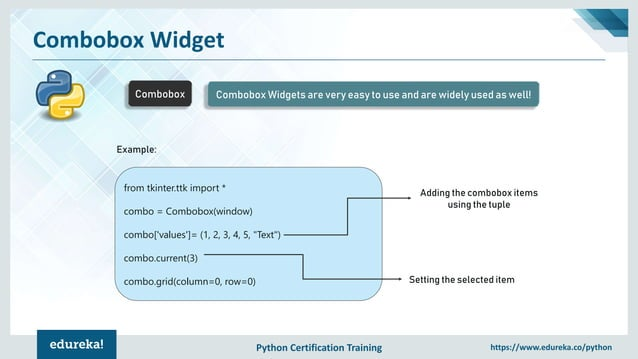 Combobox Widget
Combobox
Combobox Widgets are very easy to use and are widely used as well!
Example:
from tkinter.ttk import *
combo = Combobox(window)
combo['values']= (1, 2, 3, 4, 5, "Text")
combo.current(3)
combo.grid(column=0, row=0)
Adding the combobox items
using the tuple
Setting the selected item
edureka!
Python Certification Training
https://www.edureka.co/python